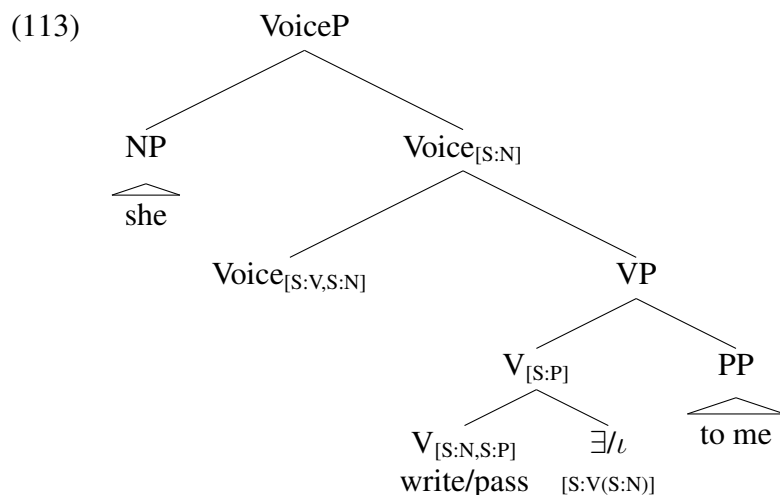 (113) VoiceP
NP Voice[S:N]
she
Voice[S:V,S:N] VP
V[S:P] PP
V[S:N,S:P] ∃/ι to me
write/pass [S:V(S:N)]